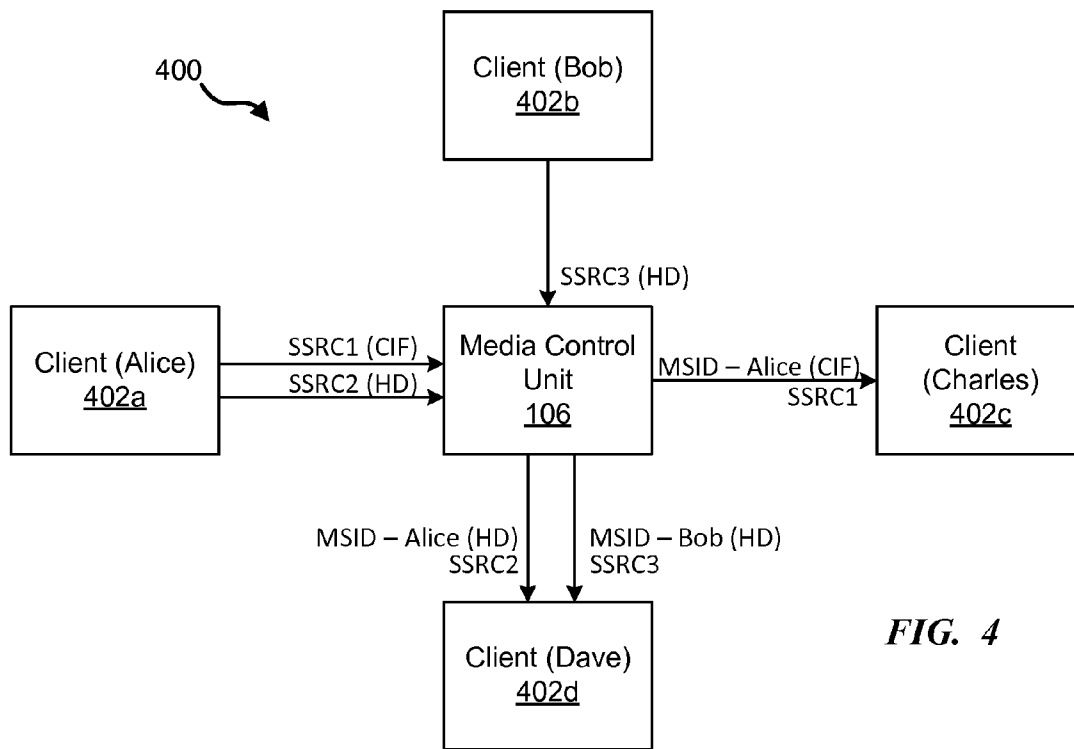 400
Client (Bob)
402b
SSRC3 (HD)
Client (Alice)
402a
SSRC1 (CIF)
SSRC2 (HD)
Media Control
Unit
106
MSID – Alice (CIF)
SSRC1
Client
(Charles)
402c
MSID – Alice (HD)
SSRC2
MSID – Bob (HD)
SSRC3
Client (Dave)
402d
FIG. 4